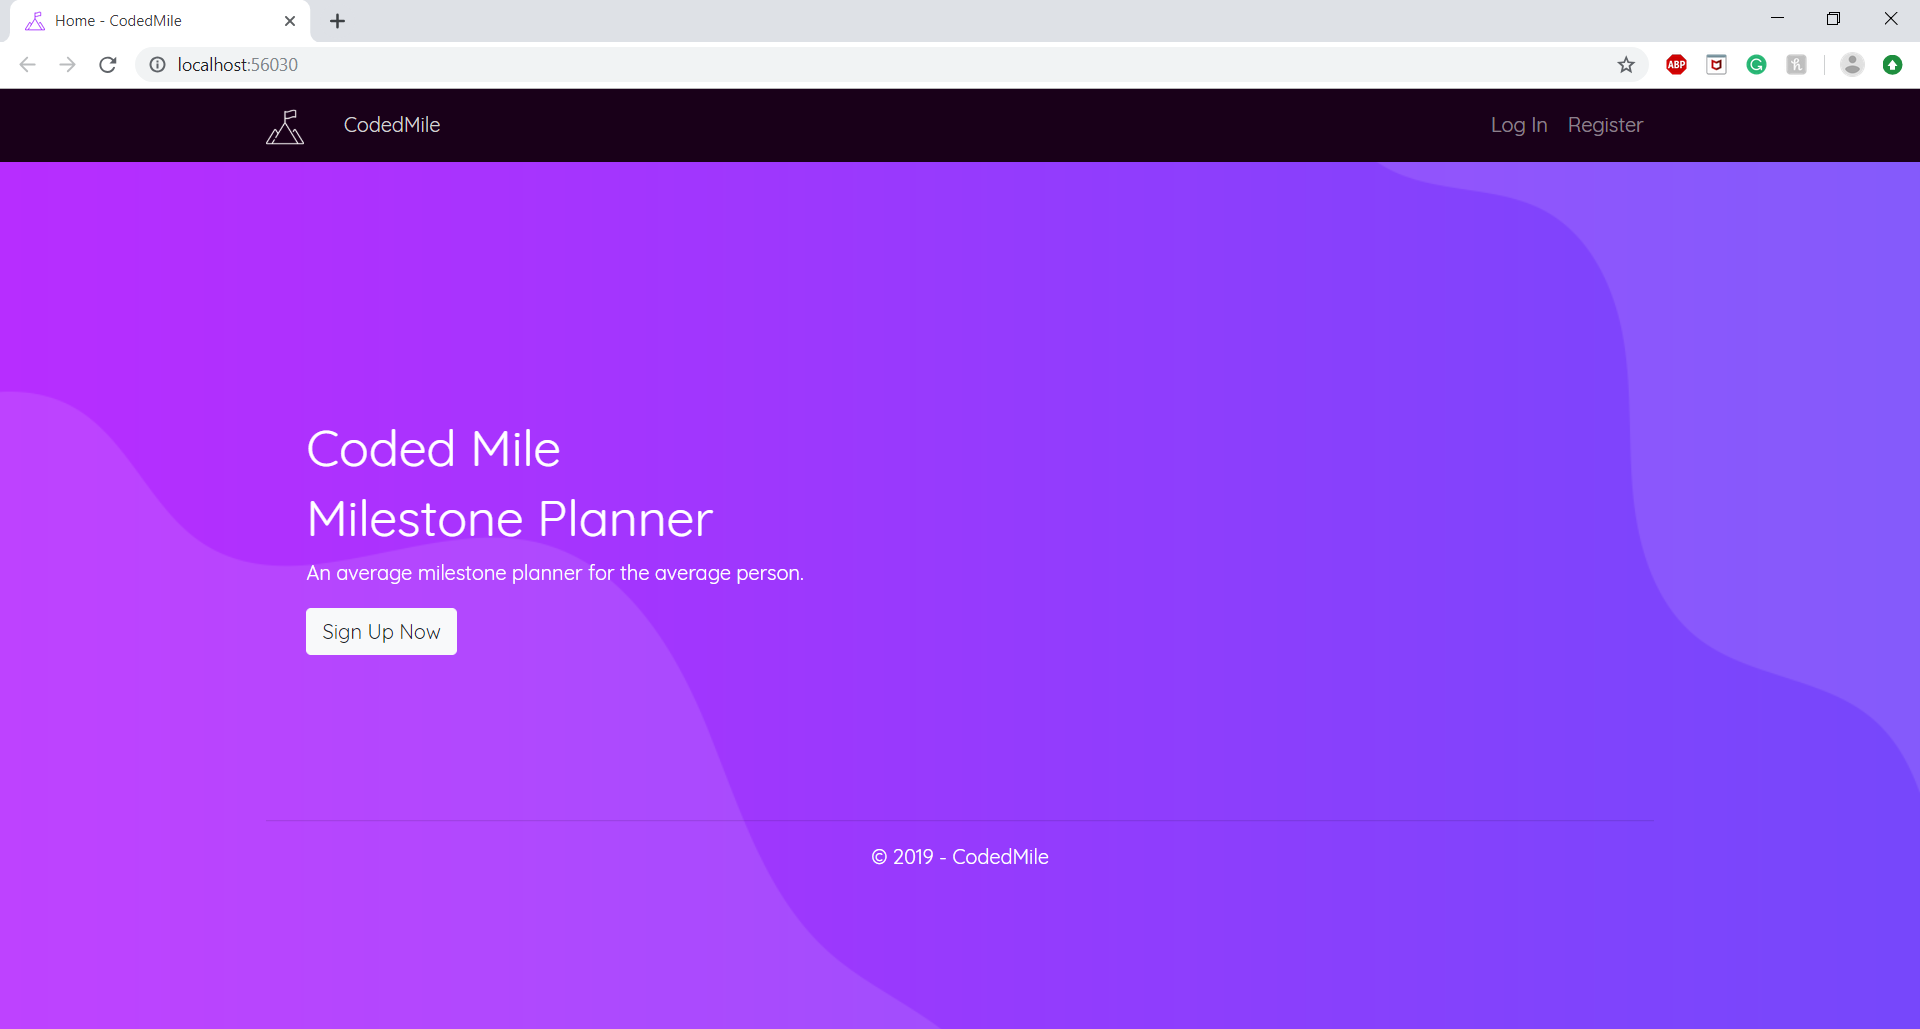 Home - CodedMile
localhost:56030
ABP
CodedMile
Log In
Register
Coded Mile
Milestone Planner
An average milestone planner for the average person.
Sign Up Now
© 2019 - CodedMile